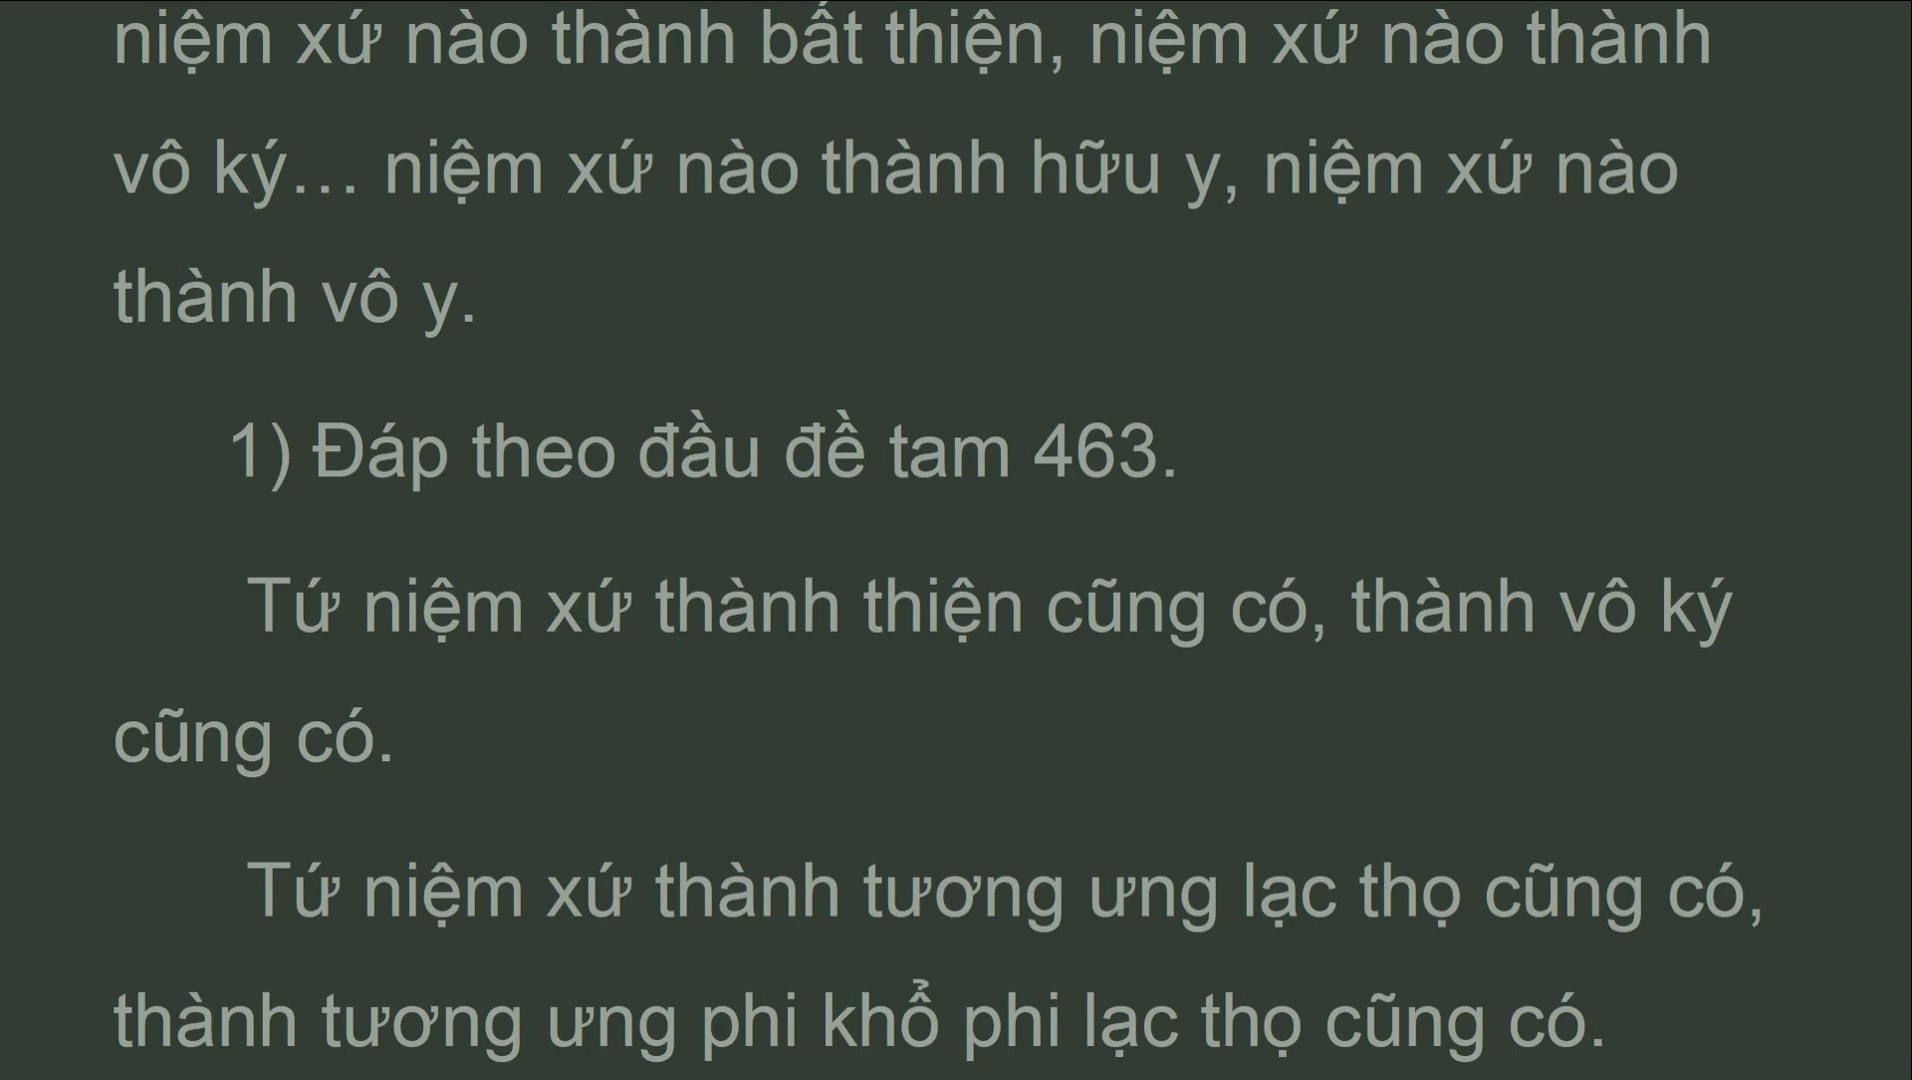 niệm xứ nào thành bất thiện, niệm xứ nào thành
vô ký… niệm xứ nào thành hữu y, niệm xứ nào
thành vô y.
1) Đáp theo đầu đề tam 463.
Tứ niệm xứ thành thiện cũng có, thành vô ký
cũng có.
Tứ niệm xứ thành tương ưng lạc thọ cũng có,
thành tương ưng phi khổ phi lạc thọ cũng có.